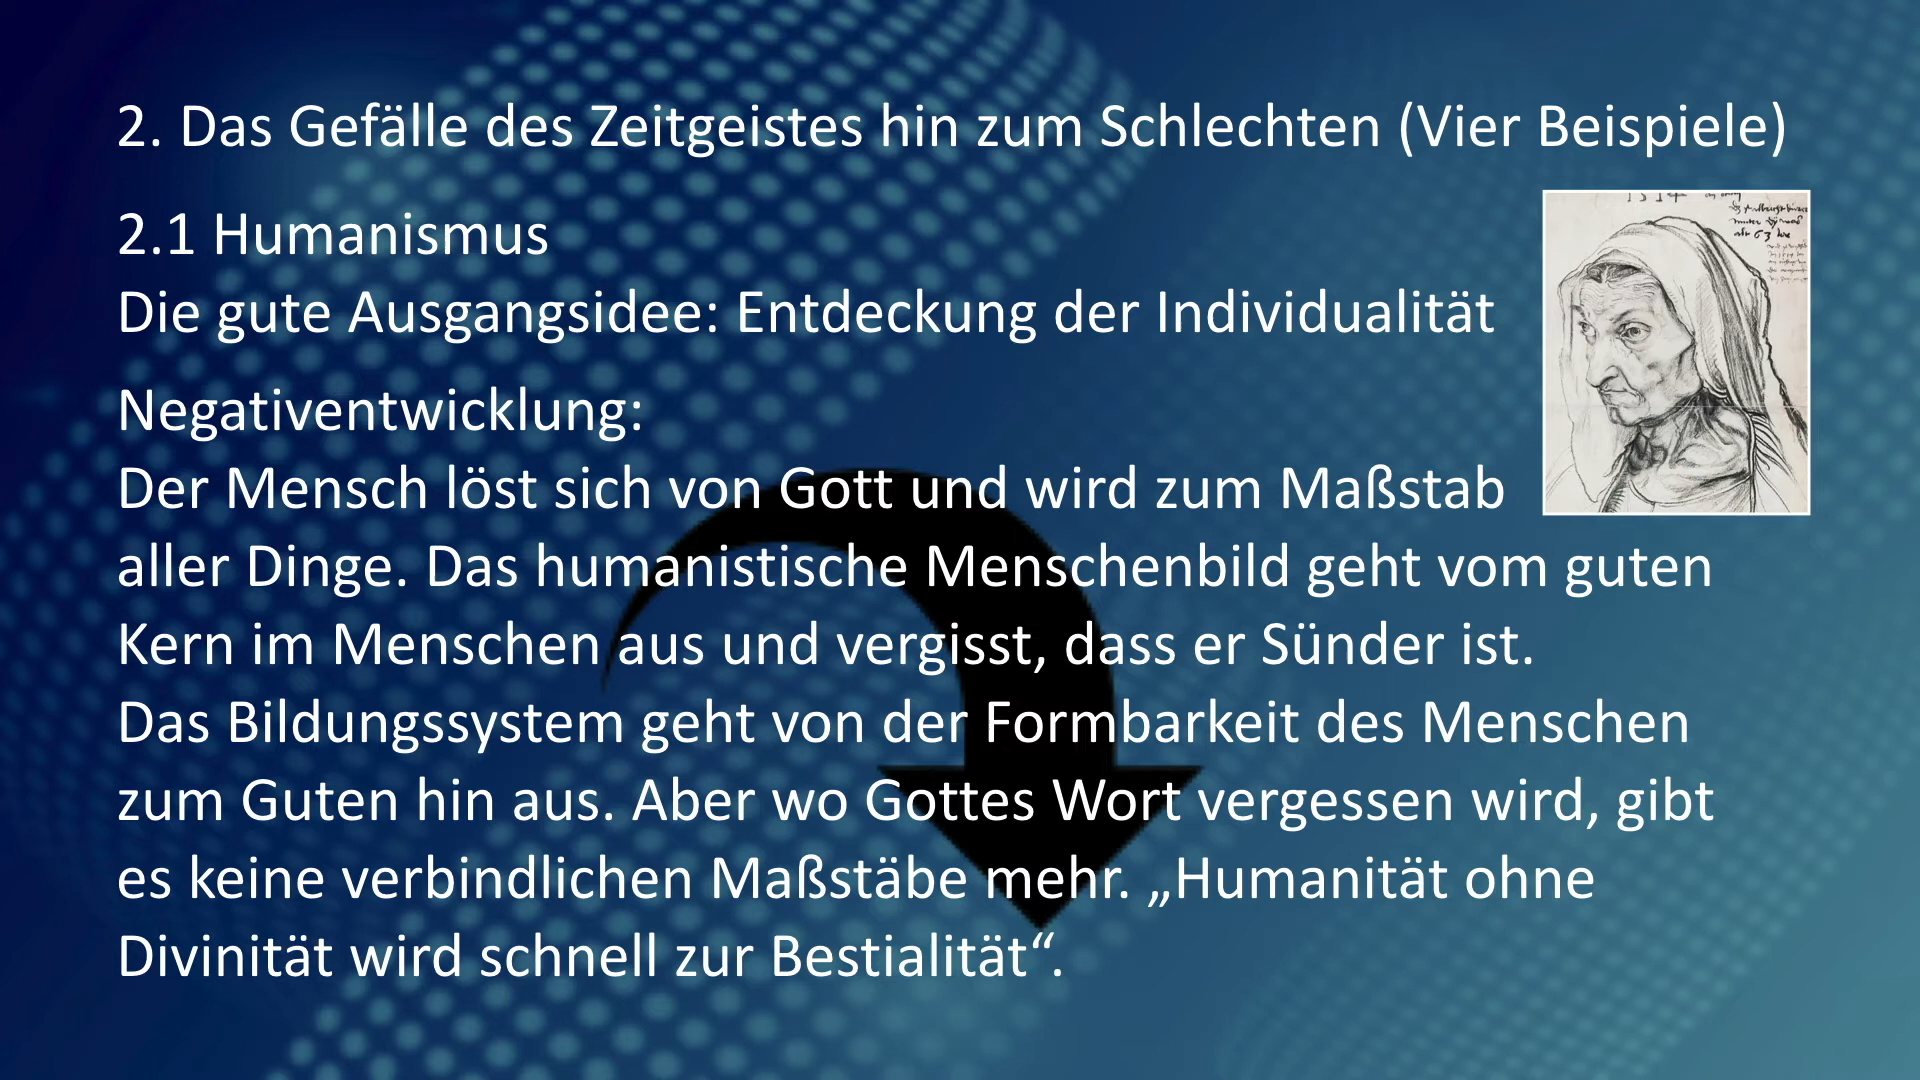 2. Das Gefälle des Zeitgeistes hin zum Schlechten (Vier Beispiele)
2.1 Humanismus
Die gute Ausgangsidee: Entdeckung der Individualität
Negativentwicklung:
Der Mensch löst sich von Gott und wird zum Maßstab
aller Dinge. Das humanistische Menschenbild geht vom guten
Kern im Menschen aus und vergisst, dass er Sünder ist.
Das Bildungssystem geht von der Formbarkeit des Menschen
zum Guten hin aus. Aber wo Gottes Wort vergessen wird, gibt
es keine verbindlichen Maßstäbe mehr. „Humanität ohne
Divinität wird schnell zur Bestialität“.